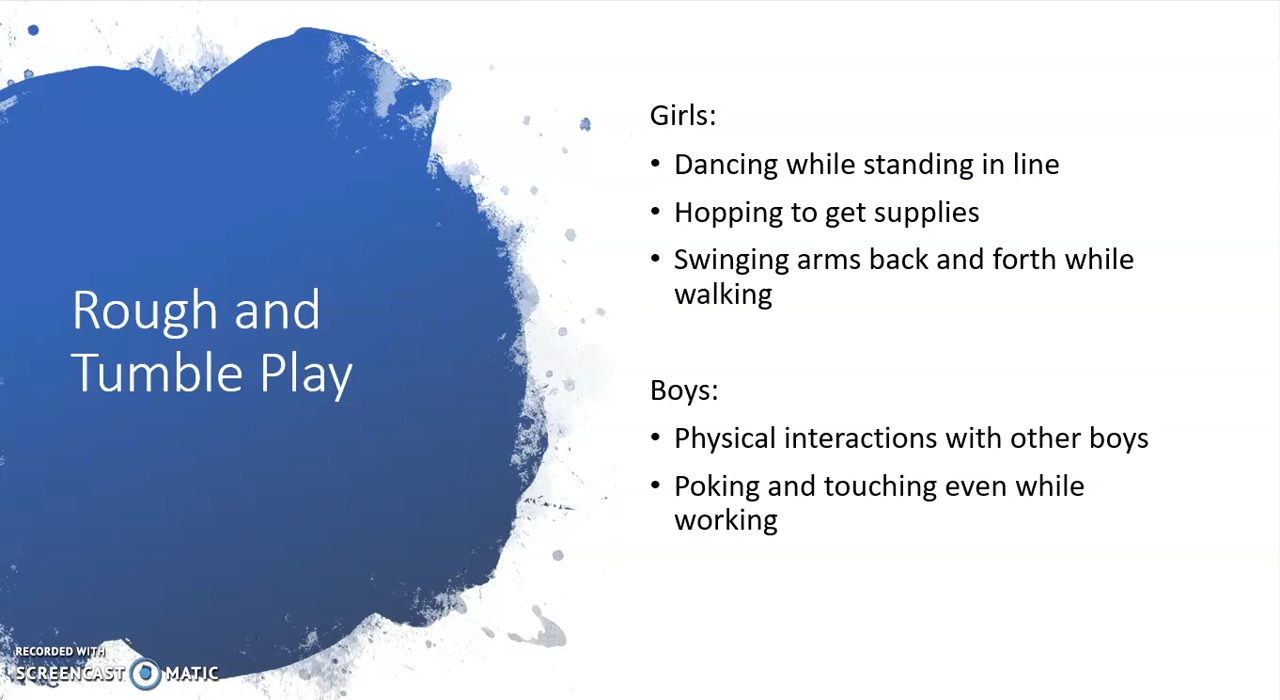 Rough and
Tumble Play
Girls:
• Dancing while standing in line
• Hopping to get supplies
• Swinging arms back and forth while
walking
Boys:
• Physical interactions with other boys
• Poking and touching even while
working
RECORDED WITH
SCREENCAST MATIC